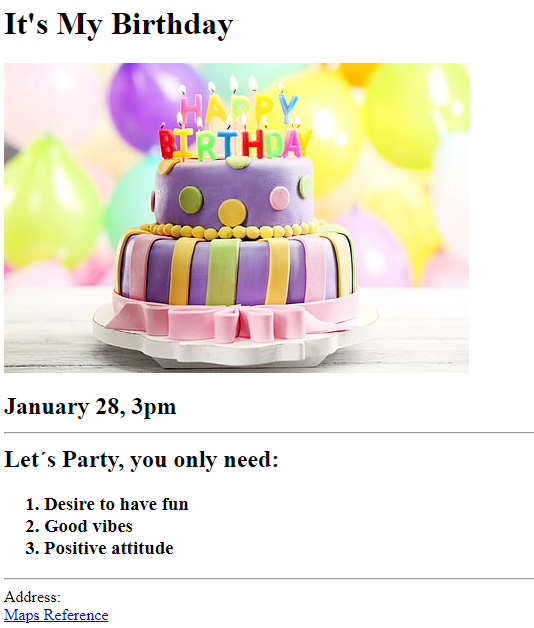 It's My Birthday
HAPPY
BIRTHDAY
January 28, 3pm
Let´s Party, you only need:
1. Desire to have fun
2. Good vibes
3. Positive attitude
Address:
Maps Reference